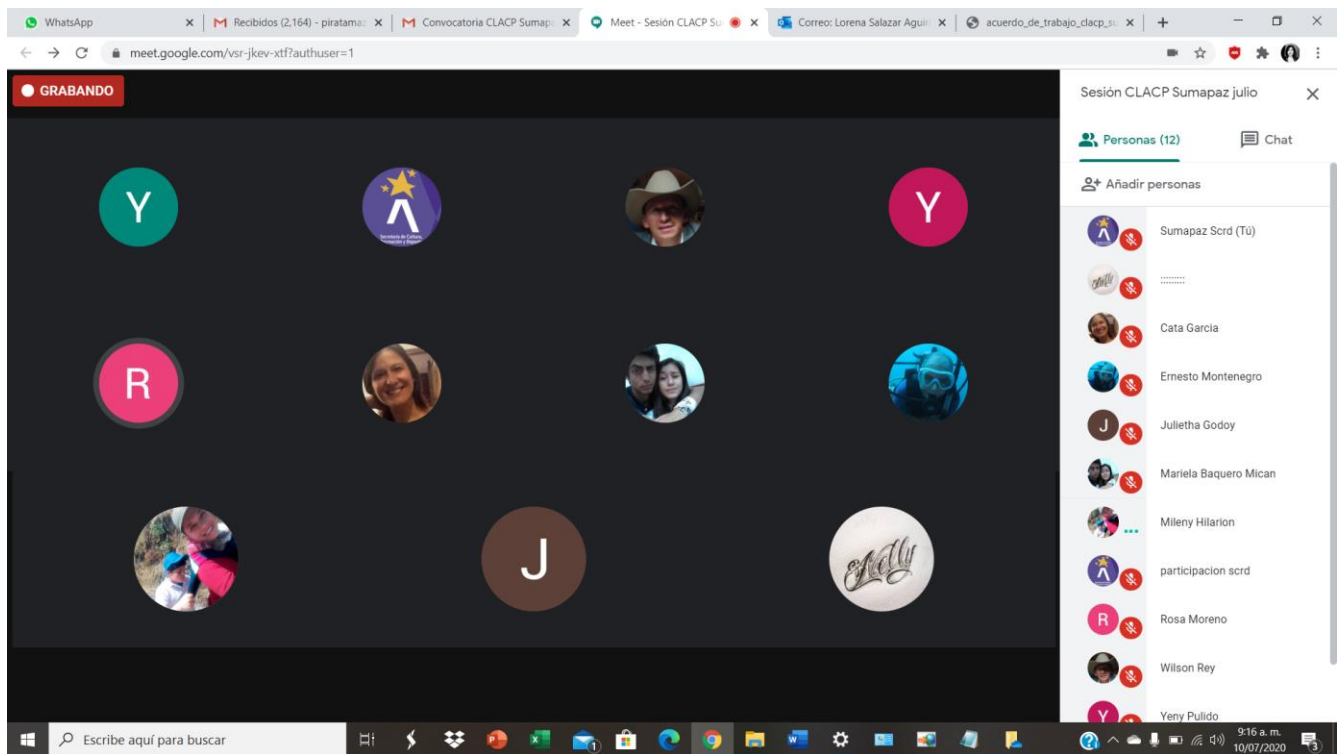 WhatsApp
Recibidos (2,164) - piratama
Convocatoria CLACP Sumap
Meet - Sesión CLACP Su
Correo: Lorena Salazar Agui
acuerdo_de_trabajo_clacp_su
meet.google.com/vsr-jkev-xtf?authuser=1
GRABANDO
Sesión CLACP Sumapaz julio
Personas (12)
Chat
Añadir personas
Y
Y
R
J
Nelly
Sumapaz Scrd (Tú)
::::::::::
Cata Garcia
Ernesto Montenegro
J
Julietha Godoy
Mariela Baquero Mican
Mileny Hilarion
participacion scrd
R
Rosa Moreno
Wilson Rey
Y
Yeny Pulido
Escribe aquí para buscar
9:16 a. m.
10/07/2020